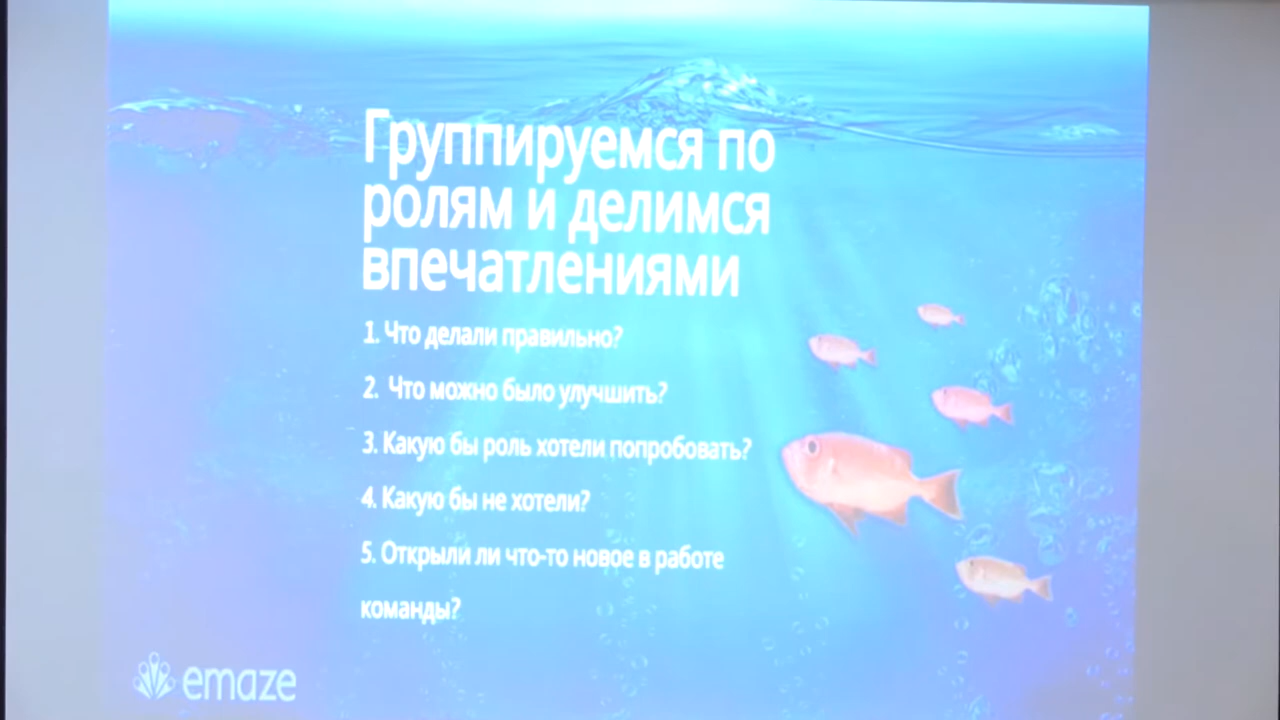 Группируемся по
ролям и делимся
впечатлениями
1. Что делали правильно?
2. Что можно было улучшить?
3. Какую бы роль хотели попробовать?
4. Какую бы не хотели?
5. Открыли ли что-то новое в работе
команды?
emaze